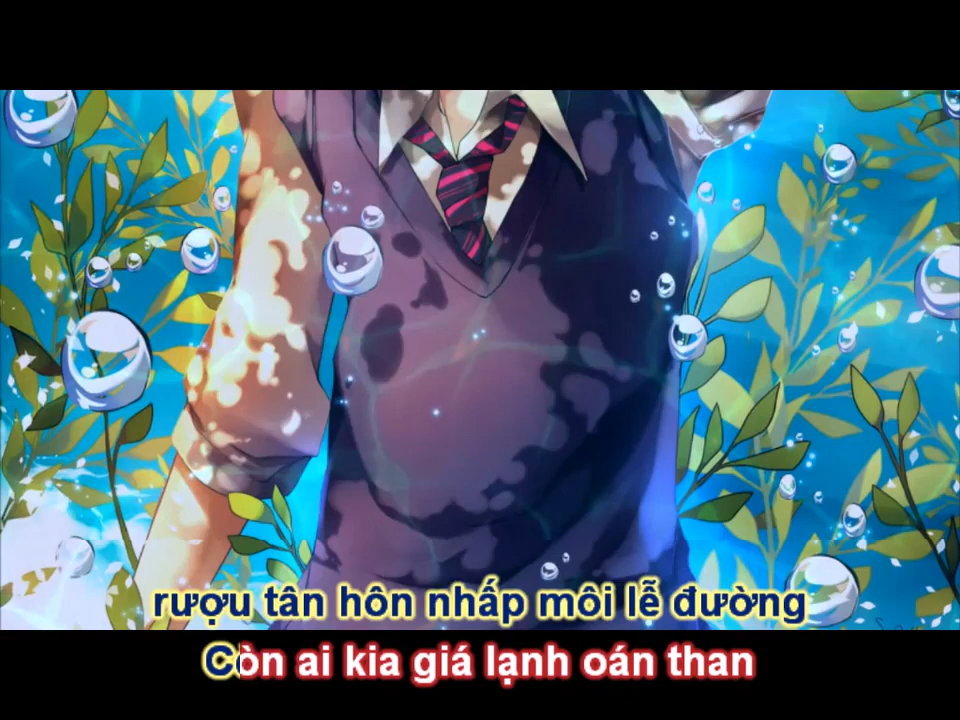 rượu tân hôn nhấp môi lễ đường
Còn ai kia giá lạnh oán than